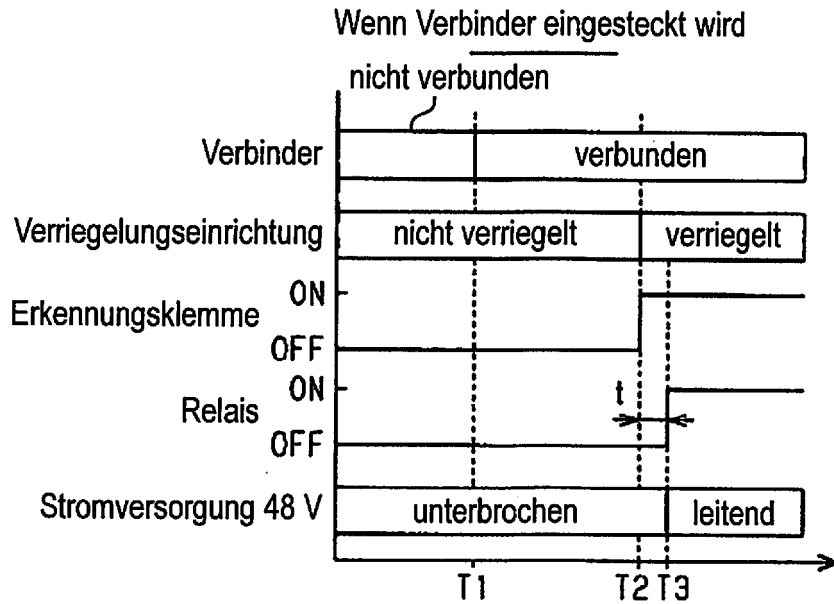 Wenn Verbinder eingesteckt wird
nicht verbunden
Verbinder
verbunden
Verriegelungseinrichtung
nicht verriegelt
verriegelt
ON
Erkennungsklemme
OFF
ON
Relais
t
OFF
Stromversorgung 48 V
unterbrochen
leitend
T1
T2
T3